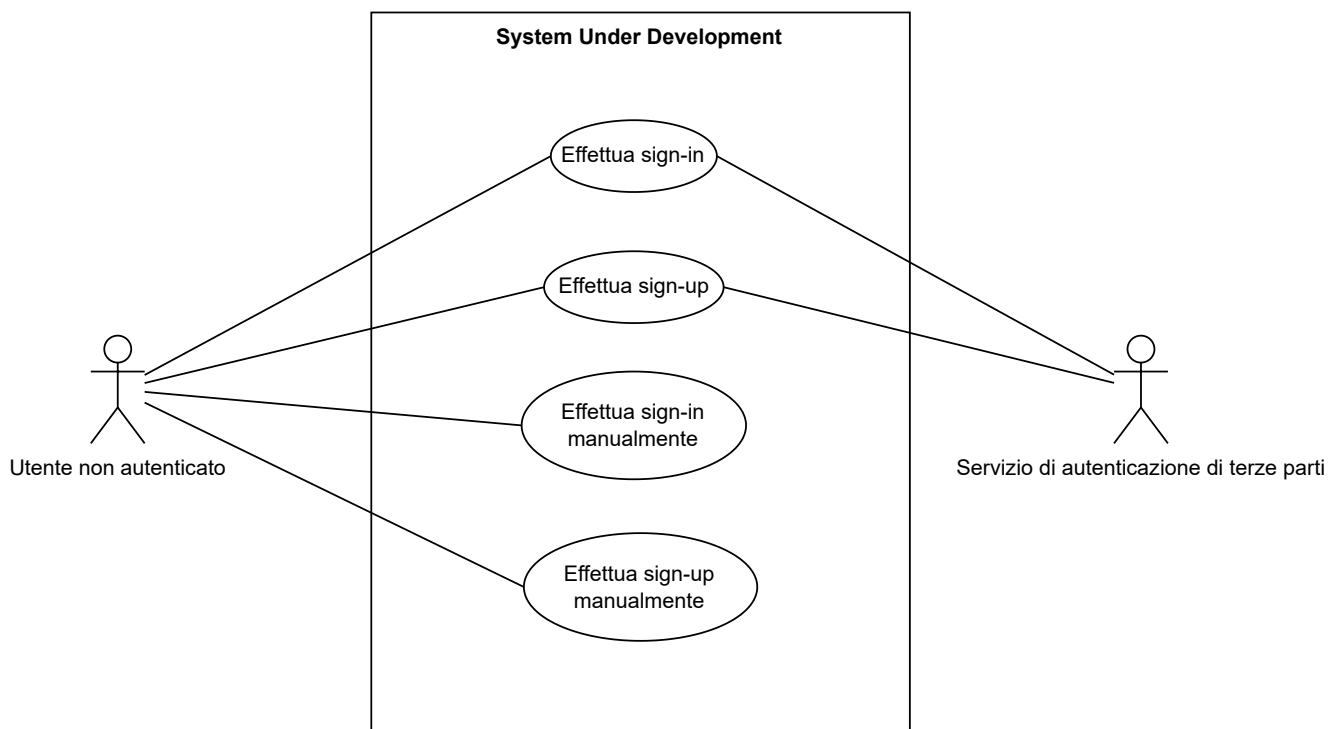 System Under Development
Effettua sign-in
Effettua sign-up
Effettua sign-in
manualmente
Utente non autenticato
Servizio di autenticazione di terze parti
Effettua sign-up
manualmente